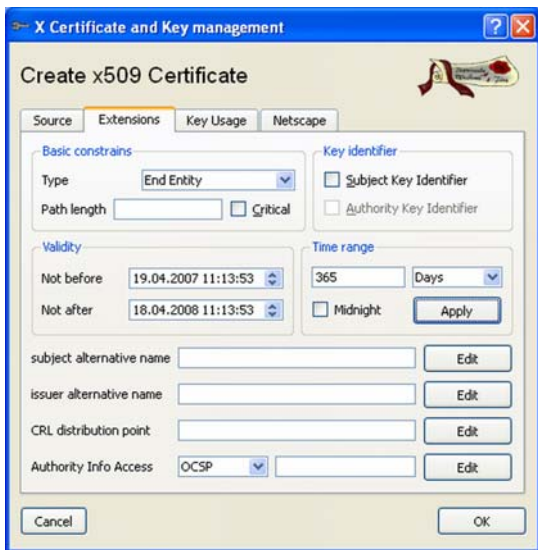 X Certificate and Key management
Create x509 Certificate
Source Extensions Key Usage Netscape
Basic constrains
Type End Entity
Path length Critical
Key identifier
Subject Key Identifier
Authority Key Identifier
Validity
Not before 19.04.2007 11:13:53
Not after 18.04.2008 11:13:53
Time range
365 Days
Midnight Apply
subject alternative name Edit
issuer alternative name Edit
CRL distribution point Edit
Authority Info Access OCSP Edit
Cancel OK